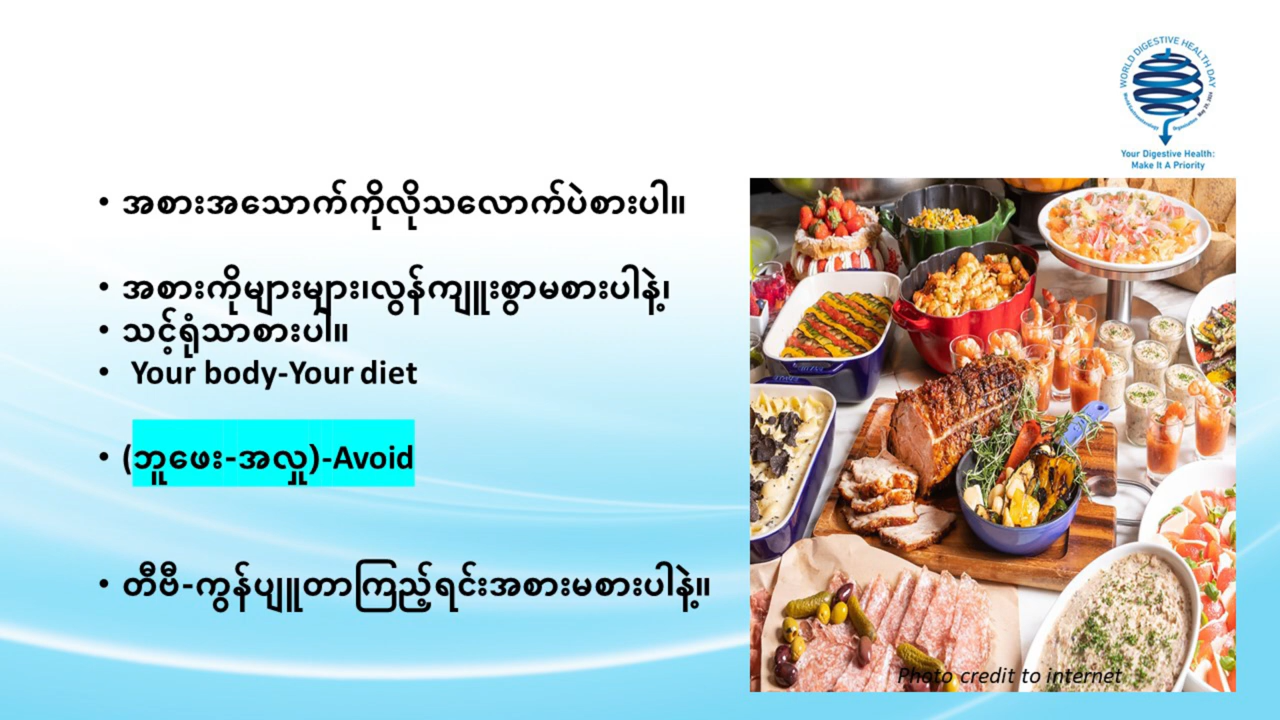 WORLD DIGESTIVE HEALTH DAY
Your Digestive Health:
Make It A Priority
• အစားအသောက်ကိုလိုသလောက်ပဲစားပါ။
• အစားကိုများများ၊လွန်ကျူးစွာမစားပါနဲ့၊
• သင့်ရုံသာစားပါ။
• Your body-Your diet
• (ဘူဖေး-အလှူ)-Avoid
• တီဗီ-ကွန်ပျူတာကြည့်ရင်းအစားမစားပါနဲ့။
Photo credit to internet